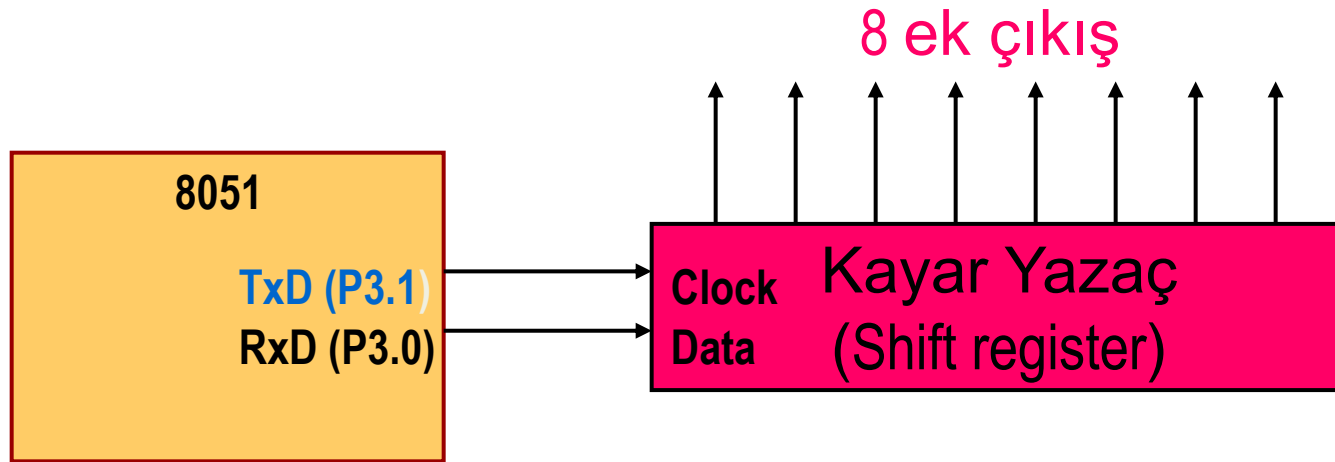 8 ek çıkış
8051
TxD (P3.1)
RxD (P3.0)
Clock
Data
Kayar Yazaç
(Shift register)